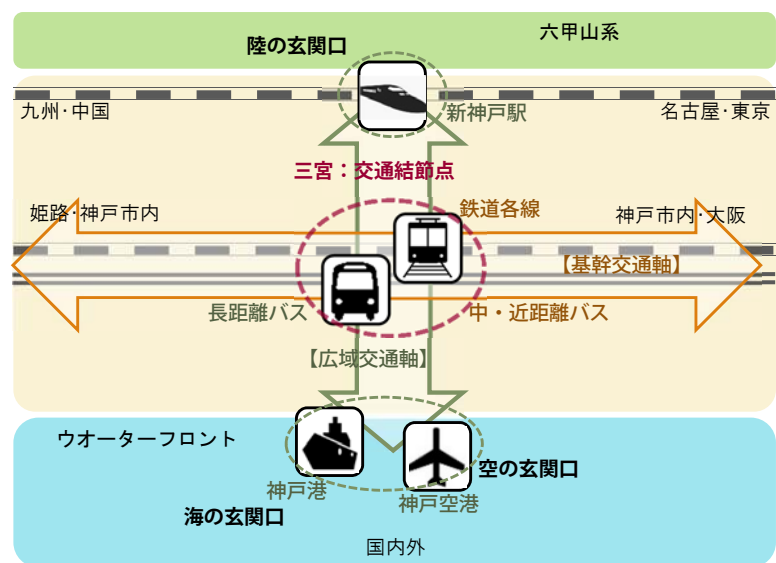 六甲山系
陸の玄関口
九州·中国
新神戸駅
名古屋·東京
三宮：交通結節点
姫路·神戸市内
鉄道各線
神戸市内·大阪
【基幹交通軸】
長距離バス
中・近距離バス
【広域交通軸】
ウオーターフロント
空の玄関口
神戸港
神戸空港
海の玄関口
国内外